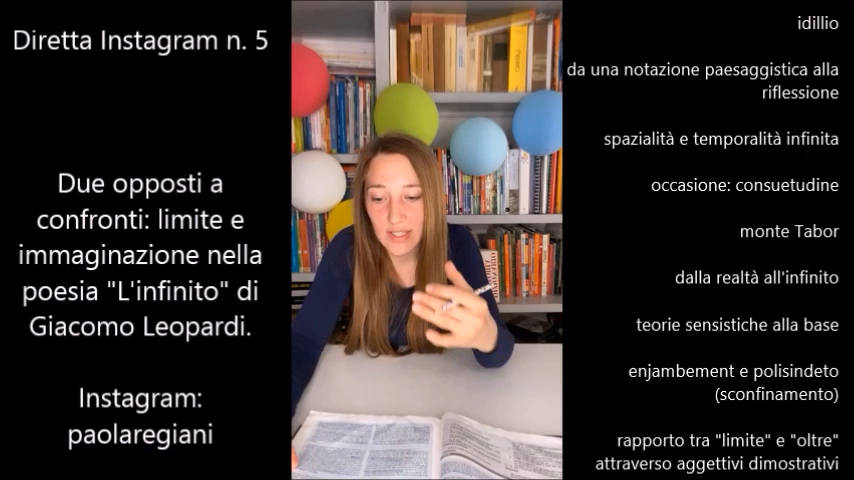 Diretta Instagram n. 5
Due opposti a
confronti: limite e
immaginazione nella
poesia "L'infinito" di
Giacomo Leopardi.
Instagram:
paolaregiani
idillio
da una notazione paesaggistica alla
riflessione
spazialità e temporalità infinita
occasione: consuetudine
monte Tabor
dalla realtà all'infinito
teorie sensistiche alla base
enjambement e polisindeto
(sconfinamento)
rapporto tra "limite" e "oltre"
attraverso aggettivi dimostrativi